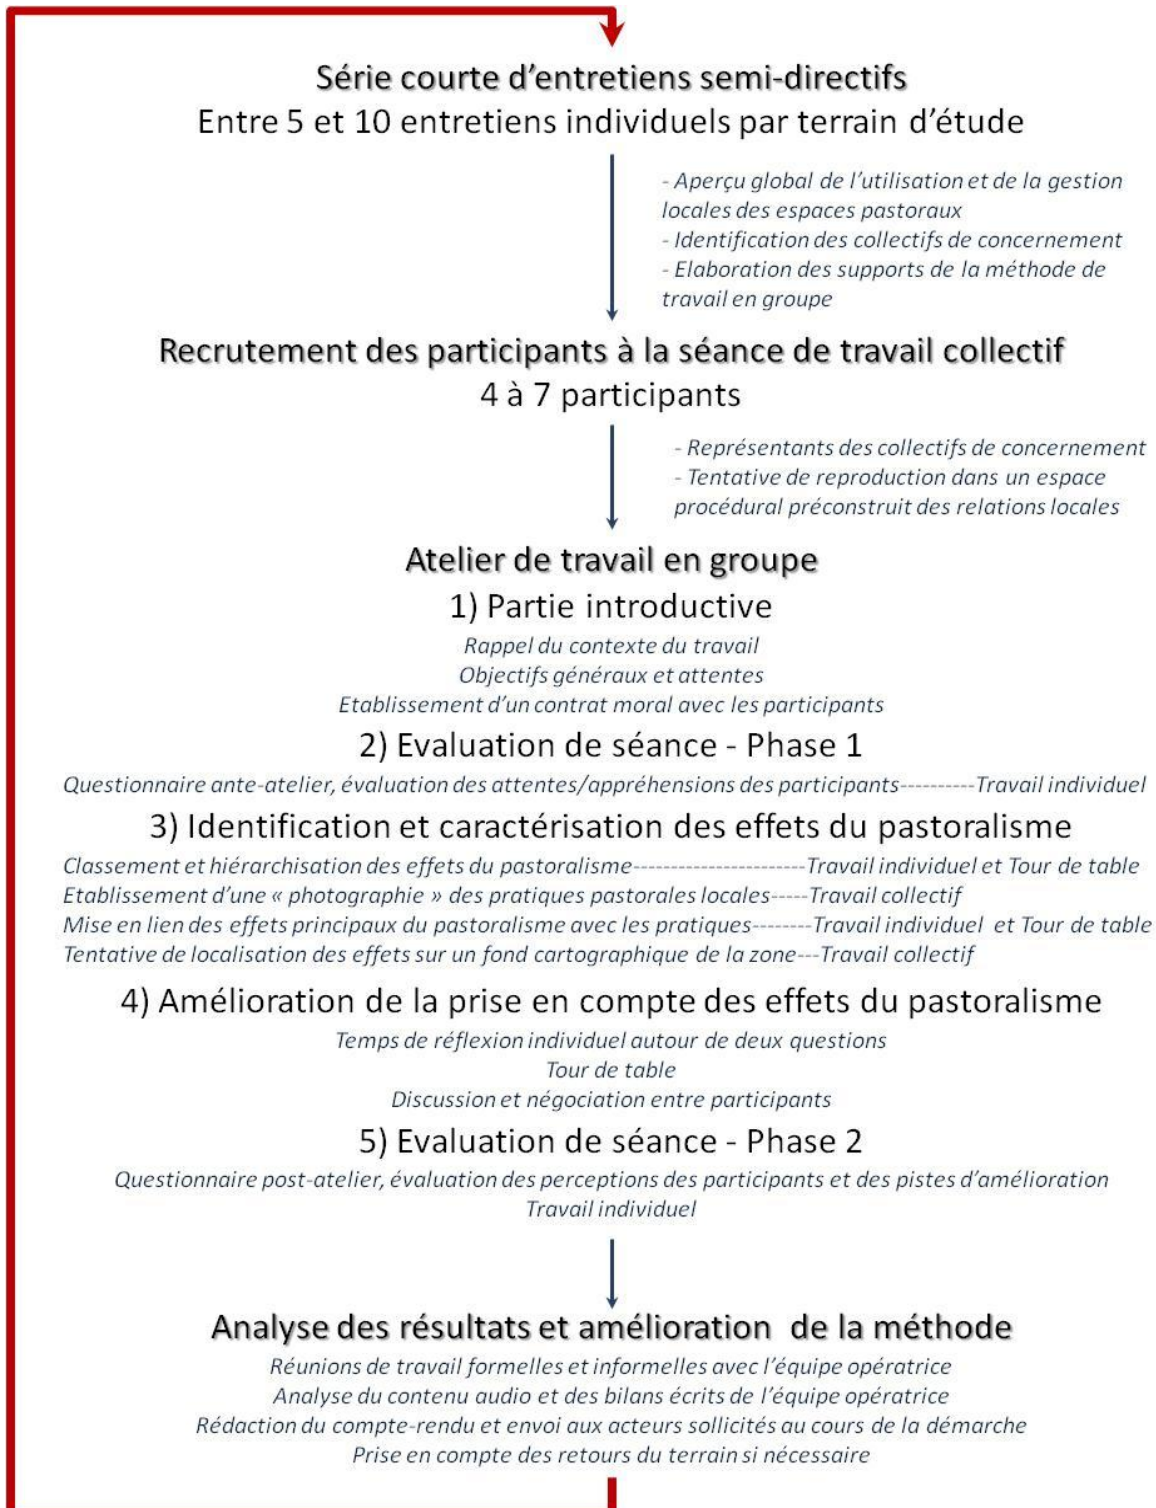 Série courte d’entretiens semi-directifs
Entre 5 et 10 entretiens individuels par terrain d’étude
- Aperçu global de l’utilisation et de la gestion
locales des espaces pastoraux
- Identification des collectifs de concernement
- Elaboration des supports de la méthode de
travail en groupe
Recrutement des participants à la séance de travail collectif
4 à 7 participants
- Représentants des collectifs de concernement
- Tentative de reproduction dans un espace
procédural préconstruit des relations locales
Atelier de travail en groupe
1) Partie introductive
Rappel du contexte du travail
Objectifs généraux et attentes
Etablissement d’un contrat moral avec les participants
2) Evaluation de séance - Phase 1
Questionnaire ante-atelier, évaluation des attentes/appréhensions des participants----------Travail individuel
3) Identification et caractérisation des effets du pastoralisme
Classement et hiérarchisation des effets du pastoralisme-----------------------Travail individuel et Tour de table
Etablissement d’une « photographie » des pratiques pastorales locales-----Travail collectif
Mise en lien des effets principaux du pastoralisme avec les pratiques--------Travail individuel et Tour de table
Tentative de localisation des effets sur un fond cartographique de la zone---Travail collectif
4) Amélioration de la prise en compte des effets du pastoralisme
Temps de réflexion individuel autour de deux questions
Tour de table
Discussion et négociation entre participants
5) Evaluation de séance - Phase 2
Questionnaire post-atelier, évaluation des perceptions des participants et des pistes d’amélioration
Travail individuel
Analyse des résultats et amélioration de la méthode
Réunions de travail formelles et informelles avec l’équipe opératrice
Analyse du contenu audio et des bilans écrits de l’équipe opératrice
Rédaction du compte-rendu et envoi aux acteurs sollicités au cours de la démarche
Prise en compte des retours du terrain si nécessaire